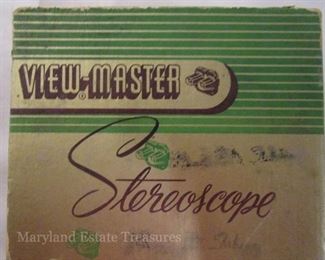 VIEW-MASTER
Stereoscope
Maryland Estate Treasures